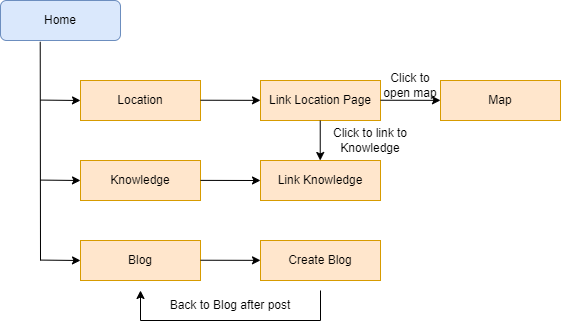 Home
Location
Link Location Page
Click to
open map
Map
Click to link to
Knowledge
Knowledge
Link Knowledge
Blog
Create Blog
Back to Blog after post